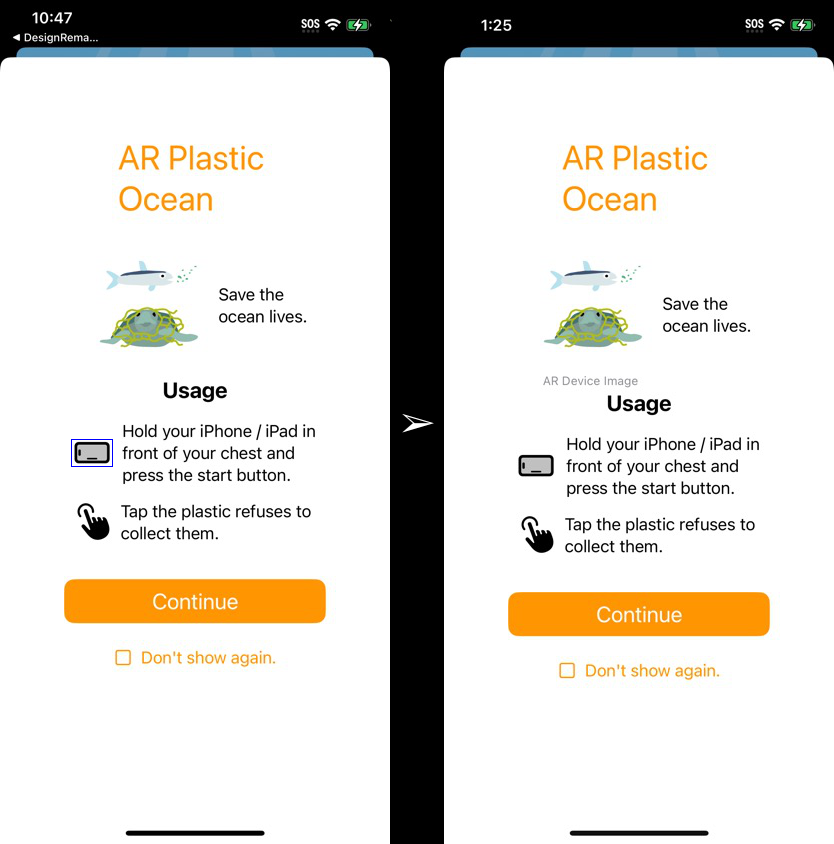 10:47
SOS
◀ DesignRema...
AR Plastic
Ocean
Save the
ocean lives.
Usage
Hold your iPhone / iPad in
front of your chest and
press the start button.
Tap the plastic refuses to
collect them.
Continue
Don't show again.
1:25
SOS
AR Plastic
Ocean
Save the
ocean lives.
AR Device Image
Usage
Hold your iPhone / iPad in
front of your chest and
press the start button.
Tap the plastic refuses to
collect them.
Continue
Don't show again.